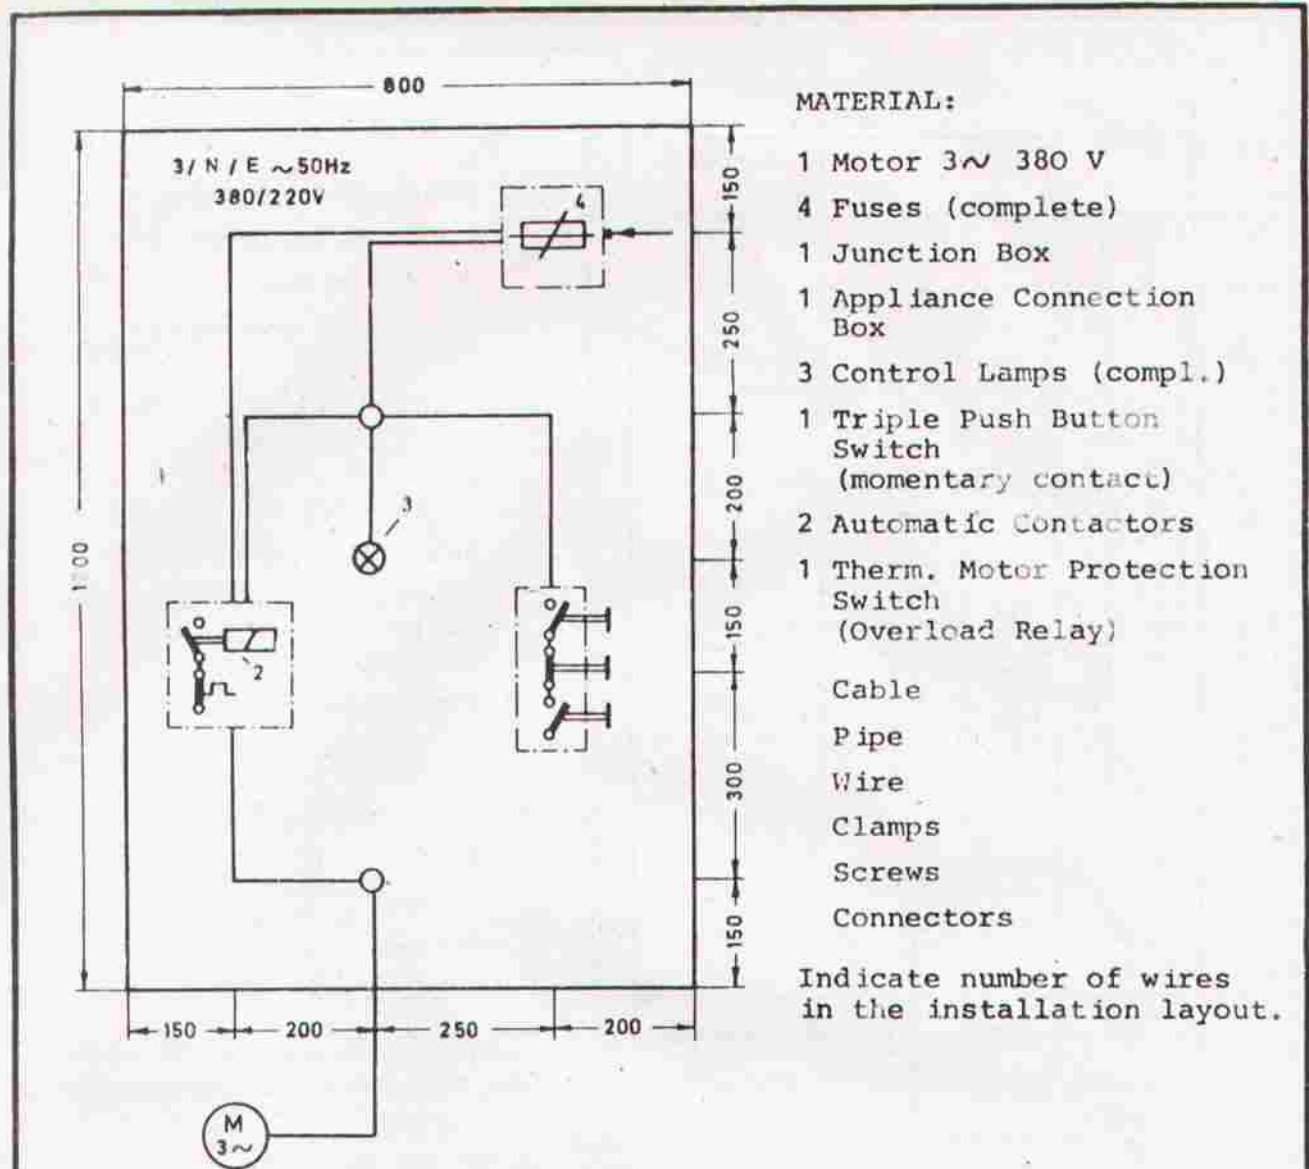 800
3/ N / E ~ 50Hz
380/220V
4
3
2
1200
150
250
200
150
300
150
150
200
250
200
M
3~
MATERIAL:
1 Motor 3~ 380 V
4 Fuses (complete)
1 Junction Box
1 Appliance Connection
Box
3 Control Lamps (compl.)
1 Triple Push Button
Switch
(momentary contact)
2 Automatic Contactors
1 Therm. Motor Protection
Switch
(Overload Relay)
Cable
Pipe
Wire
Clamps
Screws
Connectors
Indicate number of wires
in the installation layout.